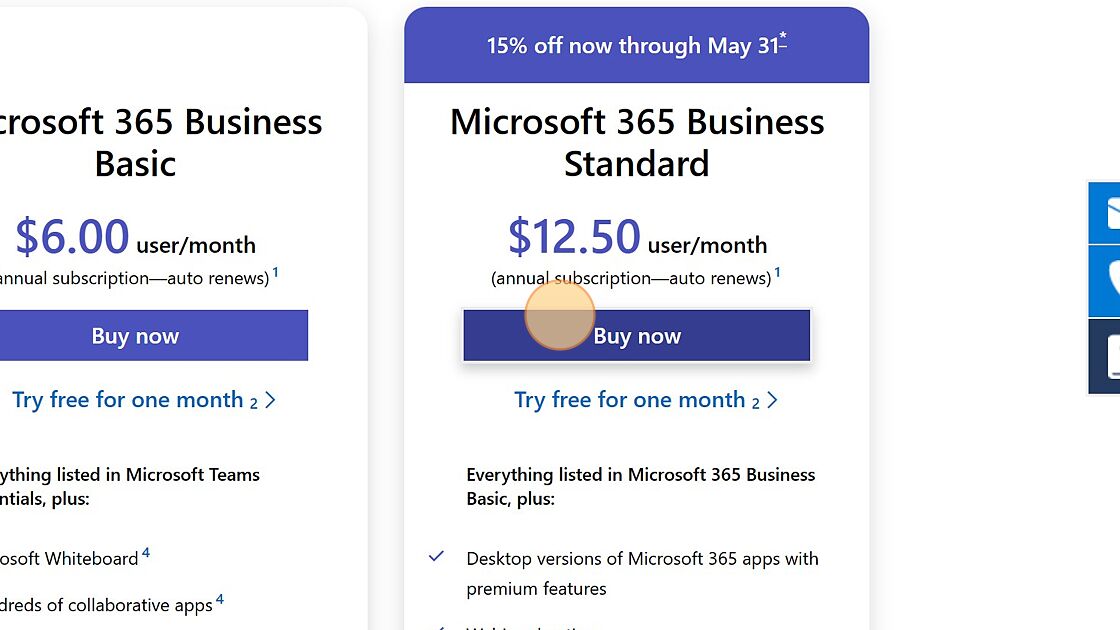 15% off now through May 31*
crosoft 365 Business
Basic
$6.00 user/month
annual subscription—auto renews) 1
Buy now
Try free for one month 2
ything listed in Microsoft Teams
ntials, plus:
osoft Whiteboard 4
dreds of collaborative apps 4
Microsoft 365 Business
Standard
$12.50 user/month
(annual subscription—auto renews) 1
Buy now
Try free for one month 2
Everything listed in Microsoft 365 Business
Basic, plus:
Desktop versions of Microsoft 365 apps with
premium features